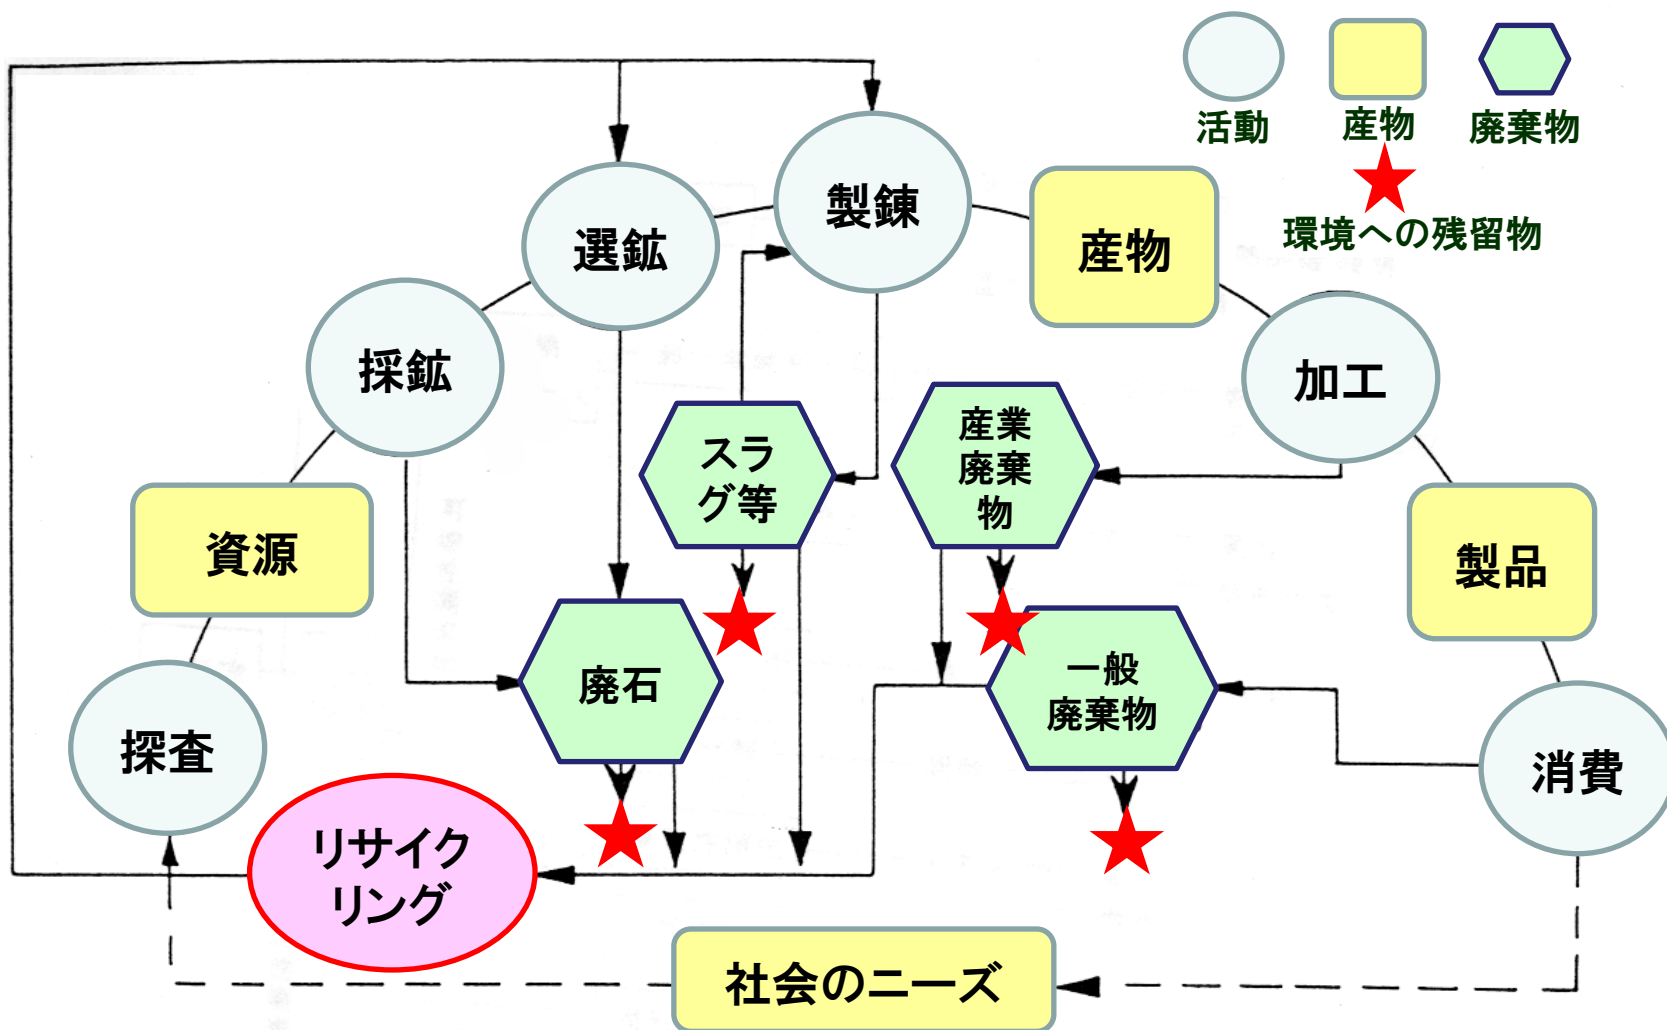 活動
産物
廃棄物
環境への残留物
製錬
選鉱
産物
採鉱
加工
スラ
グ等
産業
廃棄
物
資源
製品
廃石
一般
廃棄物
探査
消費
リサイク
リング
社会のニーズ